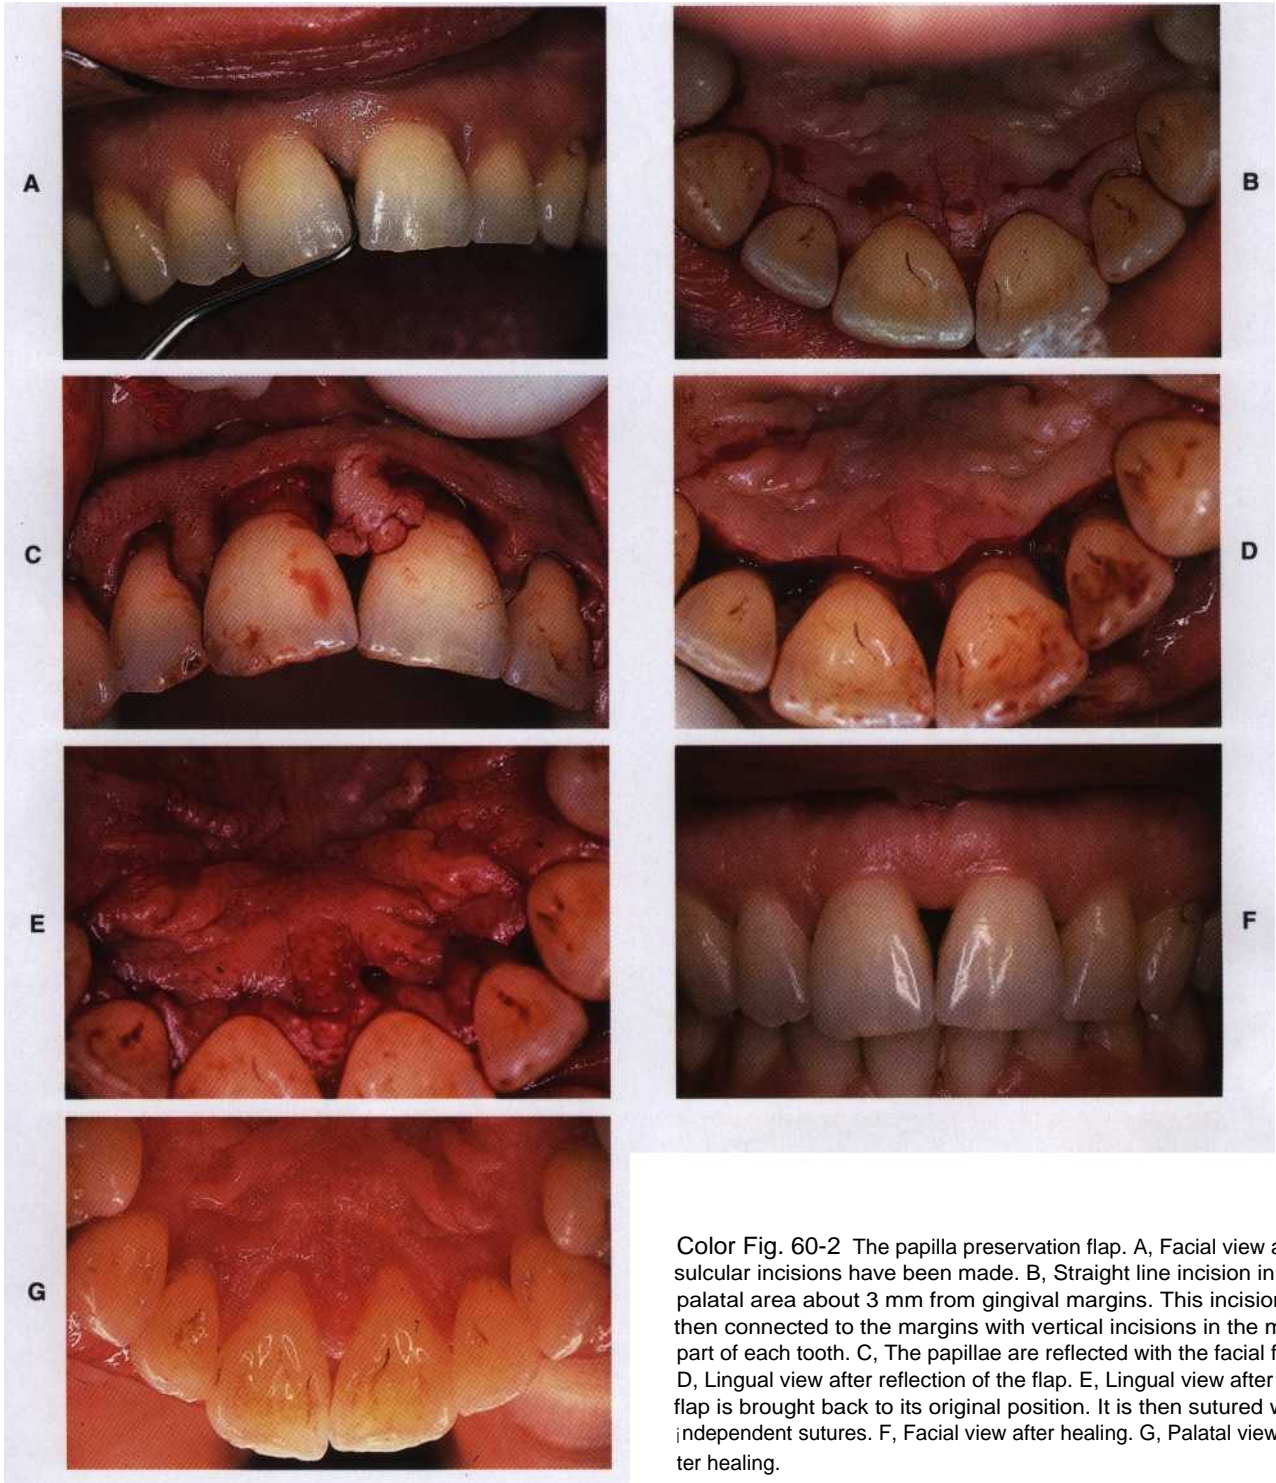 A
B
C
D
E
F
G
Color Fig. 60-2 The papilla preservation flap. A, Facial view a
sulcular incisions have been made. B, Straight line incision in
palatal area about 3 mm from gingival margins. This incision
then connected to the margins with vertical incisions in the m
part of each tooth. C, The papillae are reflected with the facial f
D, Lingual view after reflection of the flap. E, Lingual view after
flap is brought back to its original position. It is then sutured w
independent sutures. F, Facial view after healing. G, Palatal view
ter healing.